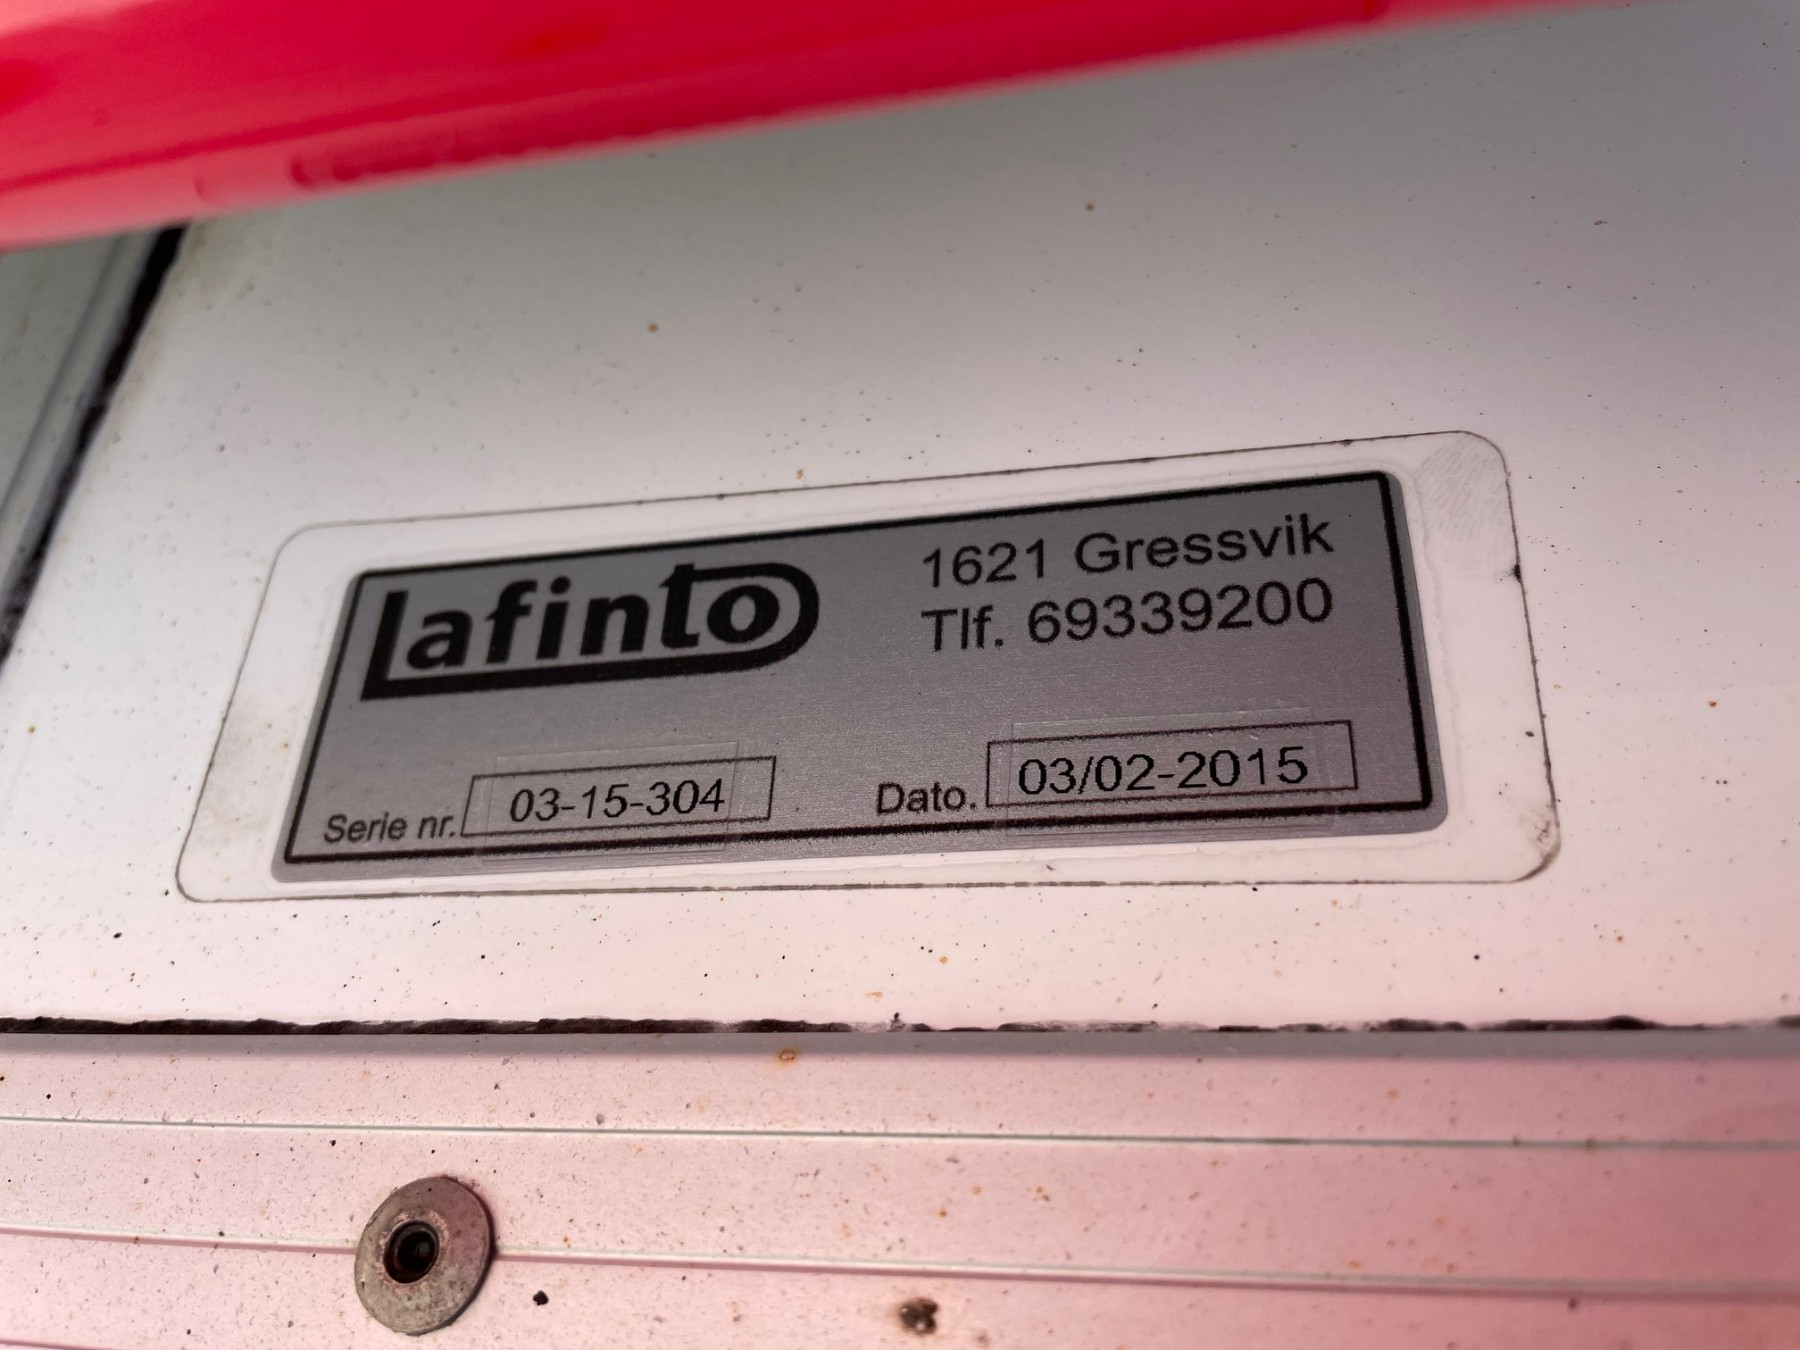 Lafinto
1621 Gressvik
Tlf. 69339200
Serie nr. 03-15-304
Dato. 03/02-2015